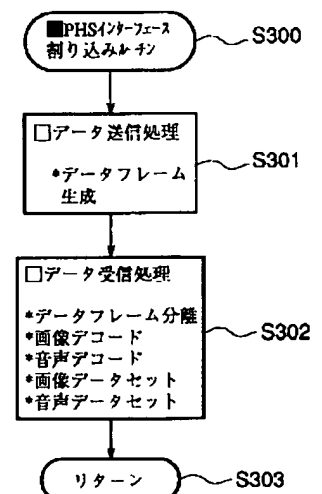 ■PHSインターフェース
割り込みルーチン
S300
□データ送信処理
*データフレーム
生成
S301
□データ受信処理
*データフレーム分離
*画像デコード
*音声デコード
*画像データセット
*音声データセット
S302
リターン
S303